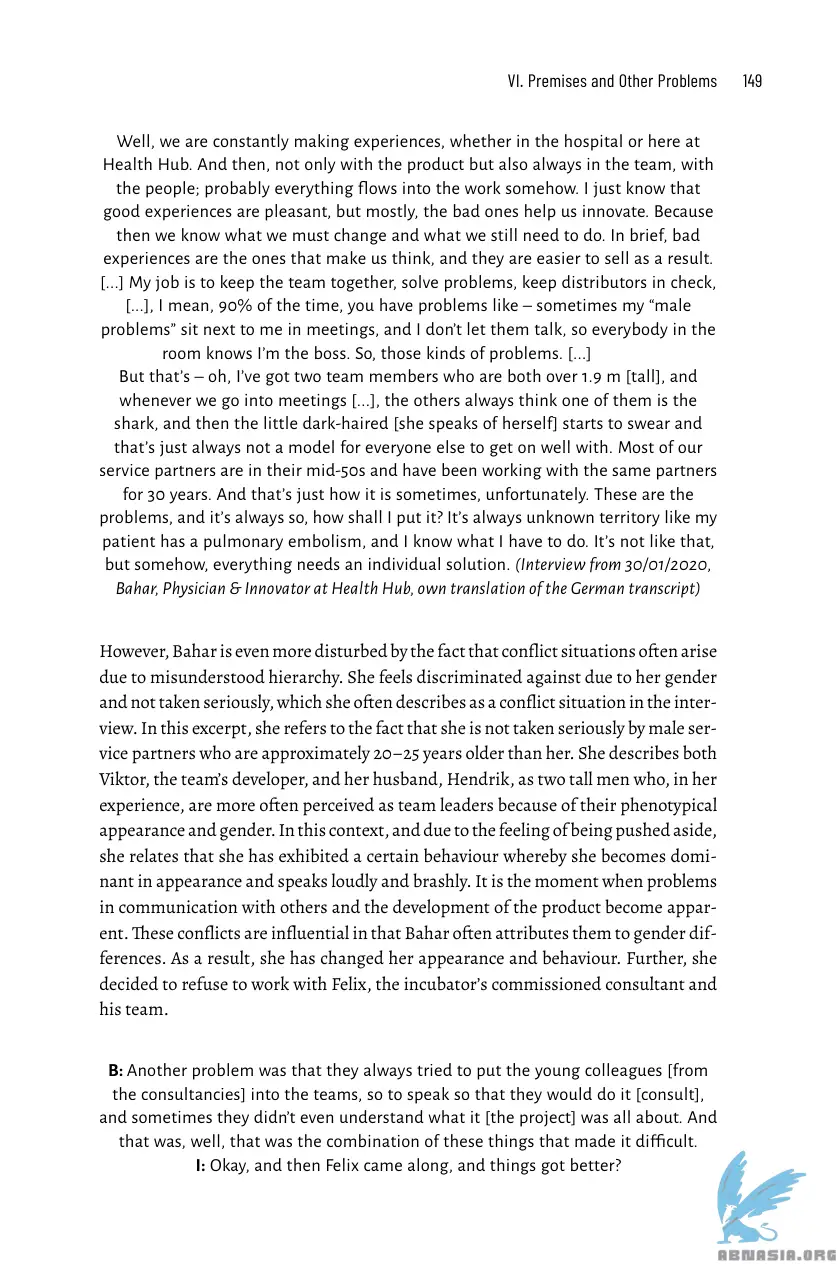 VI. Premises and Other Problems 149
Well, we are constantly making experiences, whether in the hospital or here at
Health Hub. And then, not only with the product but also always in the team, with
the people; probably everything flows into the work somehow. I just know that
good experiences are pleasant, but mostly, the bad ones help us innovate. Because
then we know what we must change and what we still need to do. In brief, bad
experiences are the ones that make us think, and they are easier to sell as a result.
[...] My job is to keep the team together, solve problems, keep distributors in check,
[...], I mean, 90% of the time, you have problems like – sometimes my “male
problems” sit next to me in meetings, and I don’t let them talk, so everybody in the
room knows I’m the boss. So, those kinds of problems. [...]
But that’s – oh, I’ve got two team members who are both over 1.9 m [tall], and
whenever we go into meetings [...], the others always think one of them is the
shark, and then the little dark-haired [she speaks of herself] starts to swear and
that’s just always not a model for everyone else to get on well with. Most of our
service partners are in their mid-50s and have been working with the same partners
for 30 years. And that’s just how it is sometimes, unfortunately. These are the
problems, and it’s always so, how shall I put it? It’s always unknown territory like my
patient has a pulmonary embolism, and I know what I have to do. It’s not like that,
but somehow, everything needs an individual solution. (Interview from 30/01/2020,
Bahar, Physician & Innovator at Health Hub, own translation of the German transcript)
However, Bahar is even more disturbed by the fact that conflict situations often arise
due to misunderstood hierarchy. She feels discriminated against due to her gender
and not taken seriously, which she often describes as a conflict situation in the inter-
view. In this excerpt, she refers to the fact that she is not taken seriously by male ser-
vice partners who are approximately 20–25 years older than her. She describes both
Viktor, the team’s developer, and her husband, Hendrik, as two tall men who, in her
experience, are more often perceived as team leaders because of their phenotypical
appearance and gender. In this context, and due to the feeling of being pushed aside,
she relates that she has exhibited a certain behaviour whereby she becomes domi-
nant in appearance and speaks loudly and brashly. It is the moment when problems
in communication with others and the development of the product become appar-
ent. These conflicts are influential in that Bahar often attributes them to gender dif-
ferences. As a result, she has changed her appearance and behaviour. Further, she
decided to refuse to work with Felix, the incubator’s commissioned consultant and
his team.
B: Another problem was that they always tried to put the young colleagues [from
the consultancies] into the teams, so to speak so that they would do it [consult],
and sometimes they didn’t even understand what it [the project] was all about. And
that was, well, that was the combination of these things that made it difficult.
I: Okay, and then Felix came along, and things got better?
ABNASIA.ORG